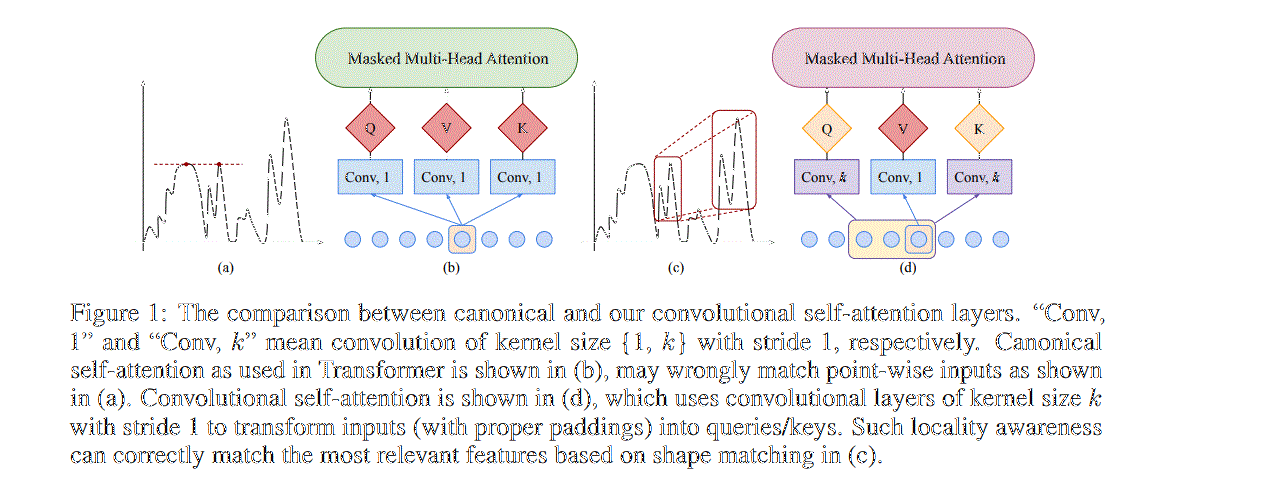 Masked Multi-Head Attention
Masked Multi-Head Attention
Q V K
Q V K
Conv, 1 Conv, 1 Conv, 1
Conv, k Conv, 1 Conv, k
(a) (b) (c) (d)
Figure 1: The comparison between canonical and our convolutional self-attention layers. “Conv,
1” and “Conv, k” mean convolution of kernel size {1, k} with stride 1, respectively. Canonical
self-attention as used in Transformer is shown in (b), may wrongly match point-wise inputs as shown
in (a). Convolutional self-attention is shown in (d), which uses convolutional layers of kernel size k
with stride 1 to transform inputs (with proper paddings) into queries/keys. Such locality awareness
can correctly match the most relevant features based on shape matching in (c).